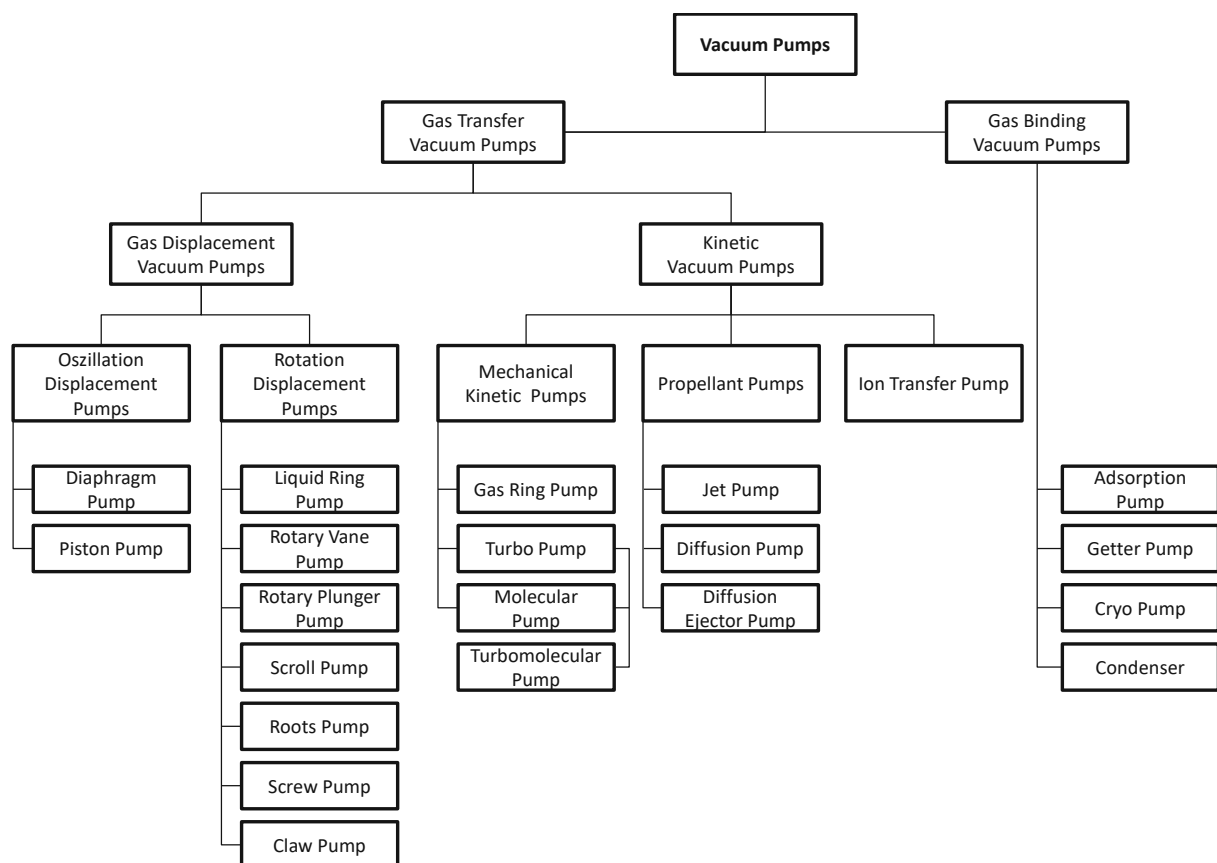 Vacuum Pumps
Gas Transfer
Vacuum Pumps
Gas Binding
Vacuum Pumps
Gas Displacement
Vacuum Pumps
Kinetic
Vacuum Pumps
Oszillation
Displacement
Pumps
Rotation
Displacement
Pumps
Mechanical
Kinetic Pumps
Propellant Pumps
Ion Transfer Pump
Diaphragm
Pump
Piston Pump
Liquid Ring
Pump
Rotary Vane
Pump
Rotary Plunger
Pump
Scroll Pump
Roots Pump
Screw Pump
Claw Pump
Gas Ring Pump
Turbo Pump
Molecular
Pump
Turbomolecular
Pump
Jet Pump
Diffusion Pump
Diffusion
Ejector Pump
Adsorption
Pump
Getter Pump
Cryo Pump
Condenser